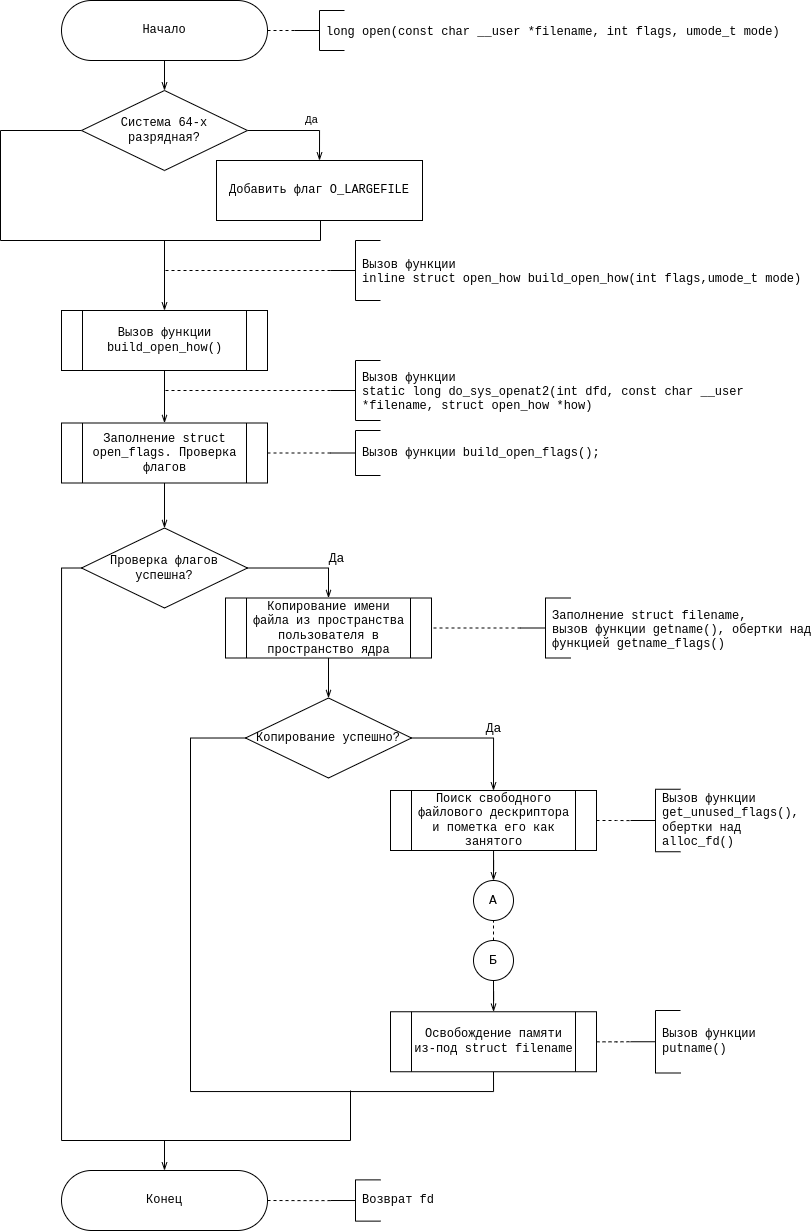 Начало
long open(const char __user *filename, int flags, umode_t mode)
Система 64-х
разрядная?
Да
Добавить флаг O_LARGEFILE
Вызов функции
inline struct open_how build_open_how(int flags,umode_t mode)
Вызов функции
build_open_how()
Вызов функции
static long do_sys_openat2(int dfd, const char __user
*filename, struct open_how *how)
Заполнение struct
open_flags. Проверка
флагов
Вызов функции build_open_flags();
Проверка флагов
успешна?
Да
Копирование имени
файла из пространства
пользователя в
пространство ядра
Заполнение struct filename,
вызов функции getname(), обертки над
функцией getname_flags()
Копирование успешно?
Да
Поиск свободного
файлового дескриптора
и пометка его как
занятого
Вызов функции
get_unused_flags(),
обертки над
alloc_fd()
А
Б
Освобождение памяти
из-под struct filename
Вызов функции
putname()
Конец
Возврат fd